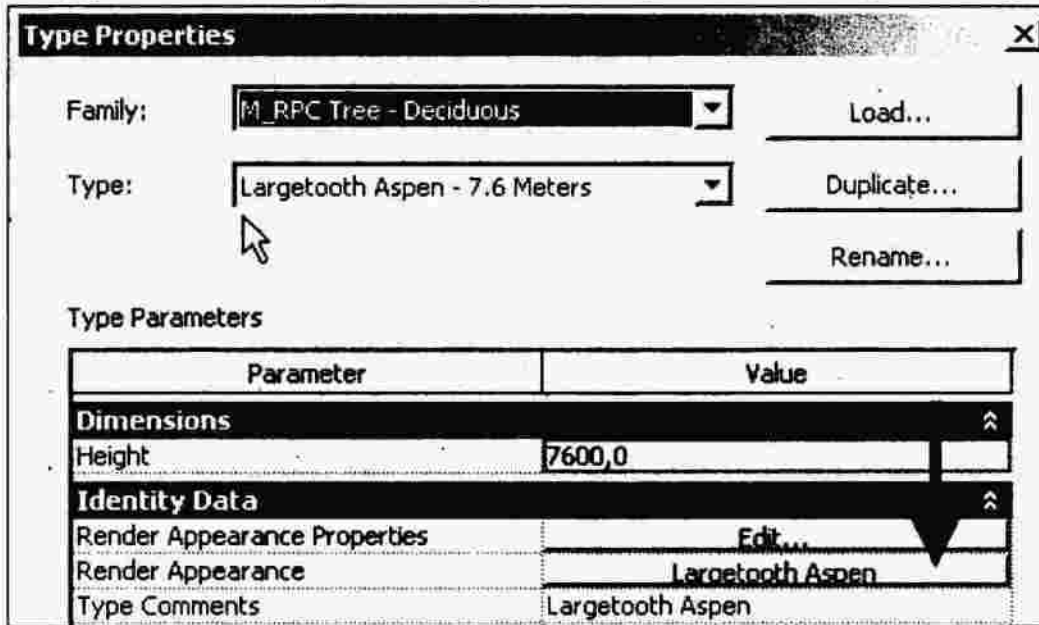 Type Properties
Family: M_RPC Tree - Deciduous Load...
Type: Largetooth Aspen - 7.6 Meters Duplicate...
Rename...
Type Parameters
Parameter Value
Dimensions
Height 7600,0
Identity Data
Render Appearance Properties Edit...
Render Appearance Largetooth Aspen
Type Comments Largetooth Aspen